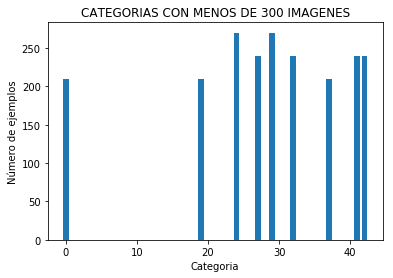 CATEGORIAS CON MENOS DE 300 IMAGENES
250
200
150
100
50
0
Número de ejemplos
0 10 20 30 40
Categoria